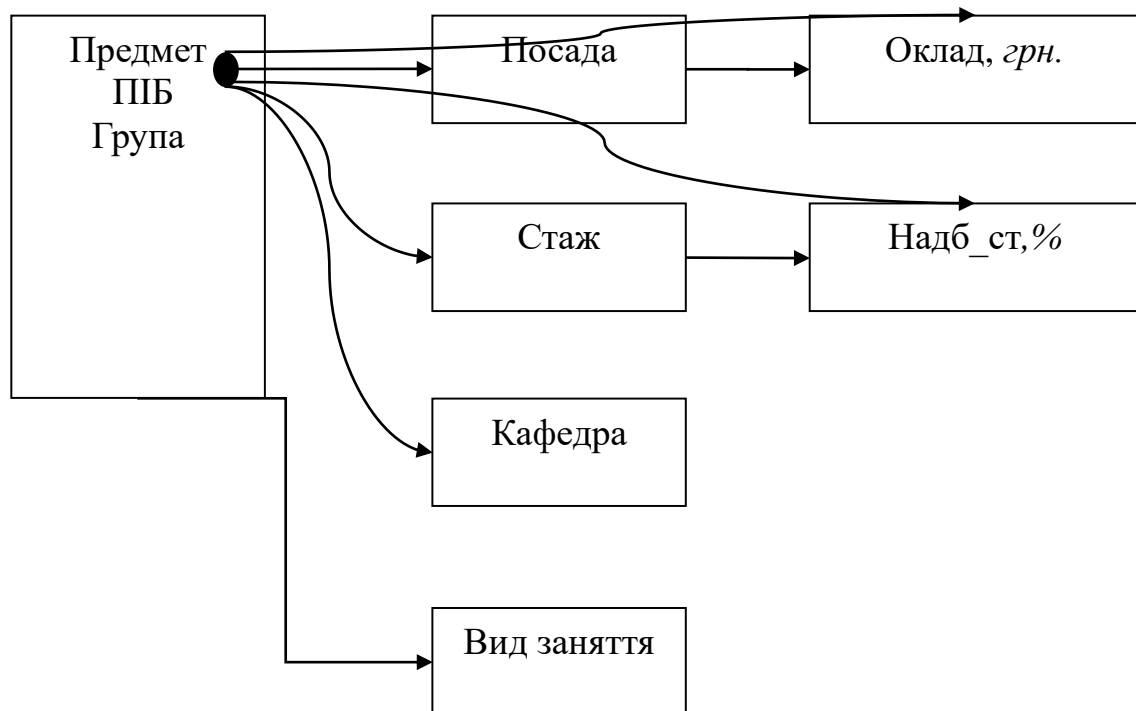 Предмет
ПІБ
Група
Посада
Оклад, грн.
Стаж
Надб_ст,%
Кафедра
Вид заняття